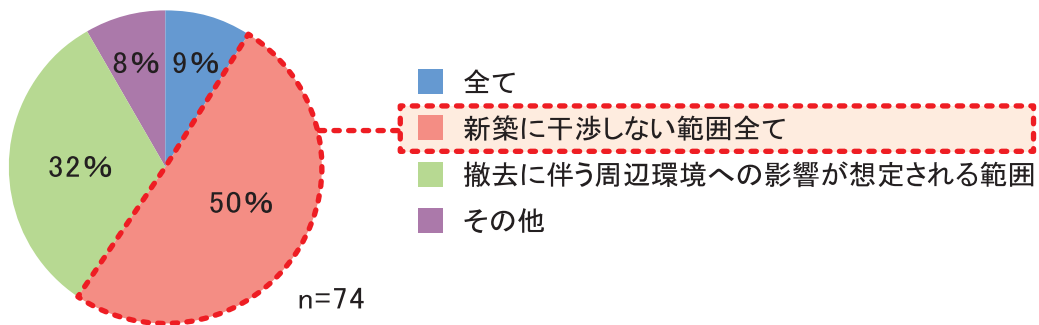 8%
9%
32%
50%
n=74
全て
新築に干渉しない範囲全て
撤去に伴う周辺環境への影響が想定される範囲
その他